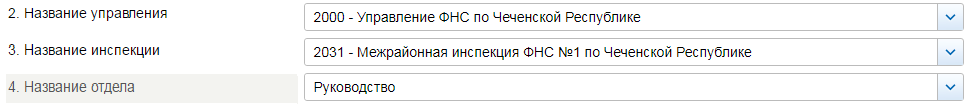 2. Название управления
2000 - Управление ФНС по Чеченской Республике
3. Название инспекции
2031 - Межрайонная инспекция ФНС №1 по Чеченской Республике
4. Название отдела
Руководство